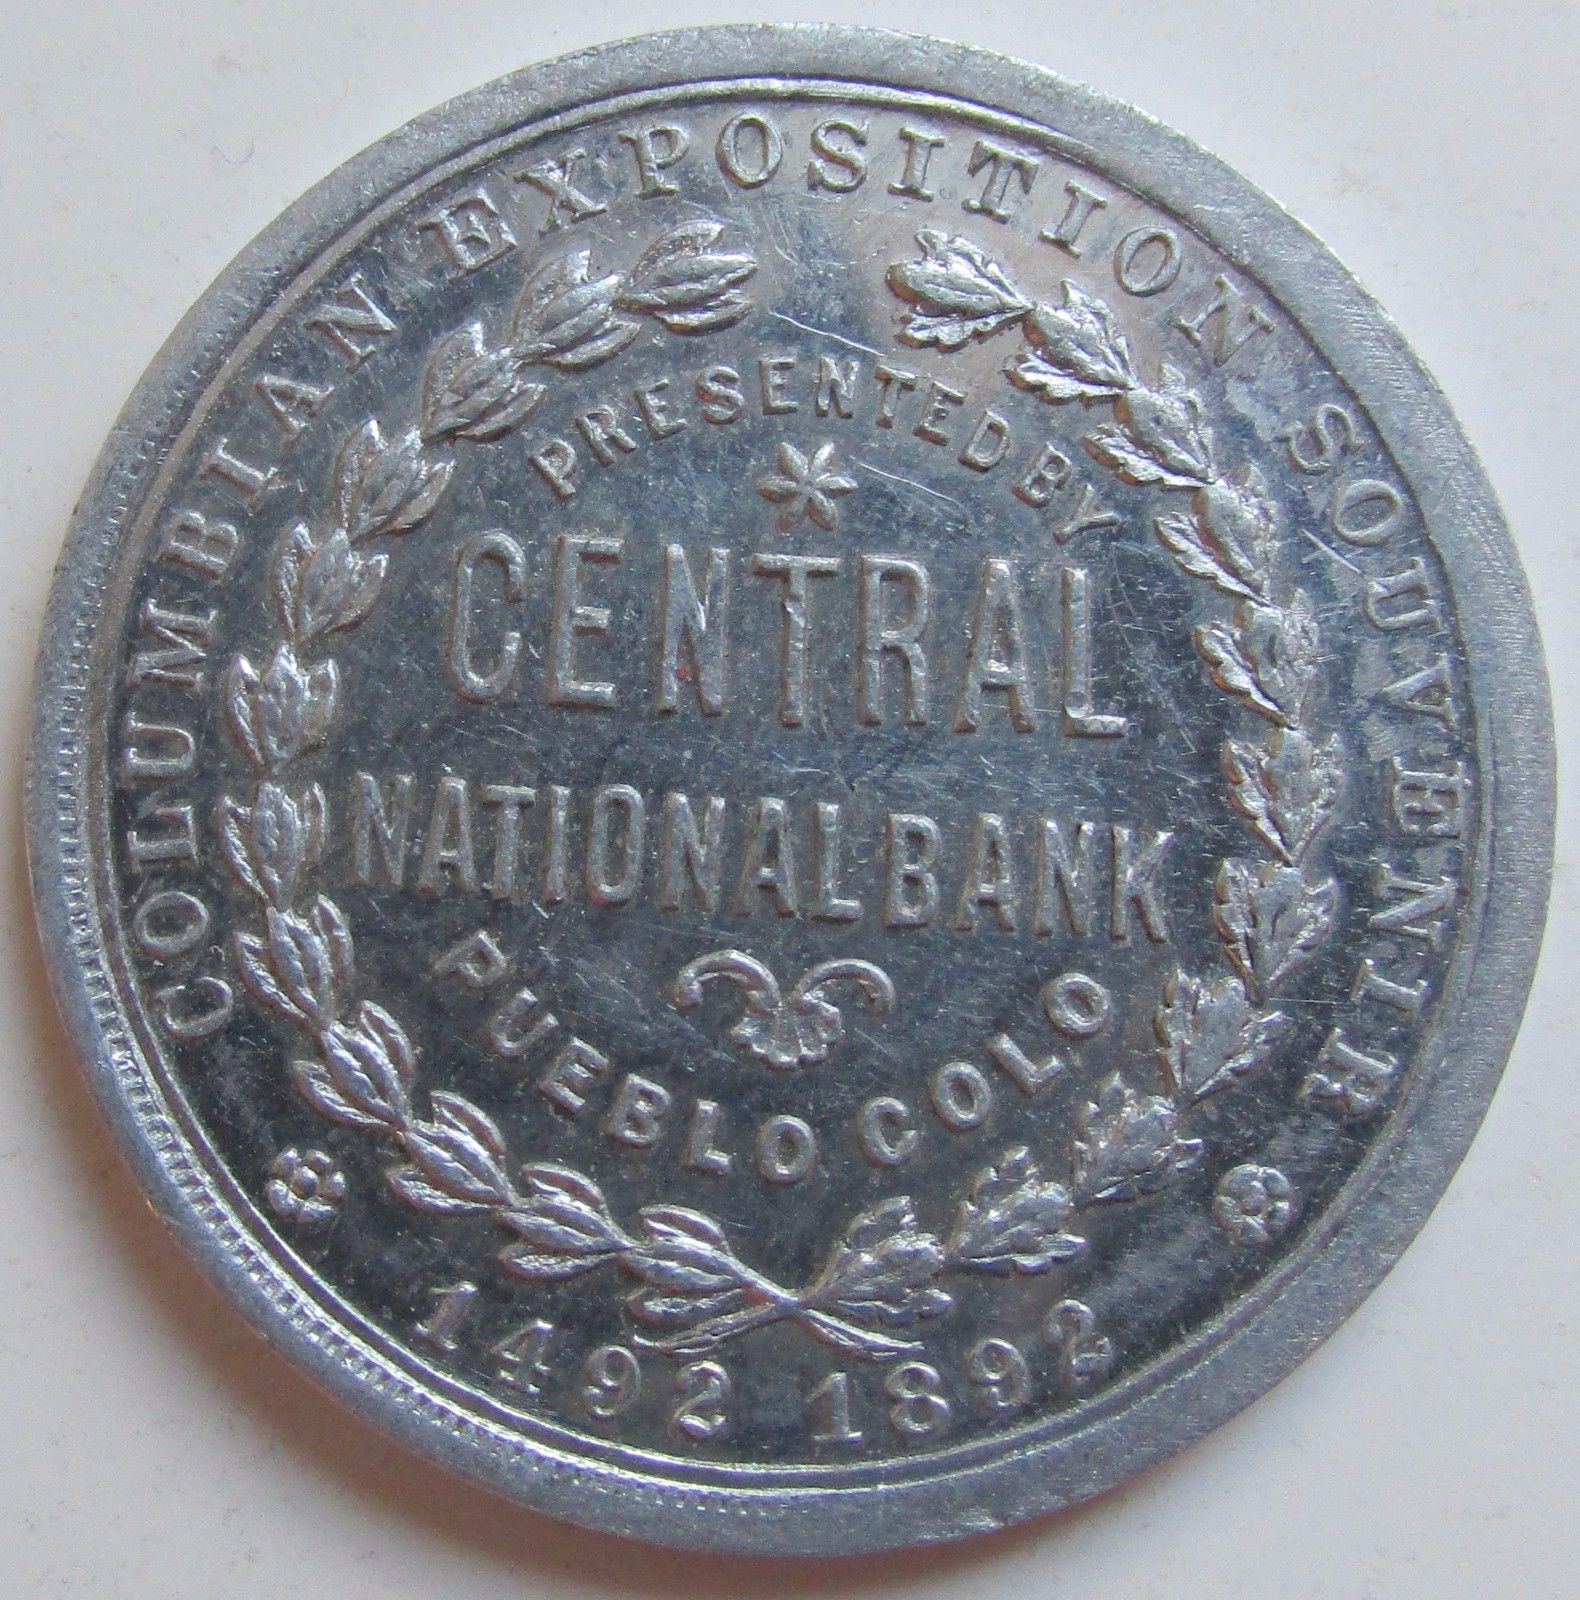 COLUMBIAN EXPOSITION SOUVENIR
PRESENTED BY
CENTRAL
NATIONAL BANK
PUEBLO COLO
1492 1892